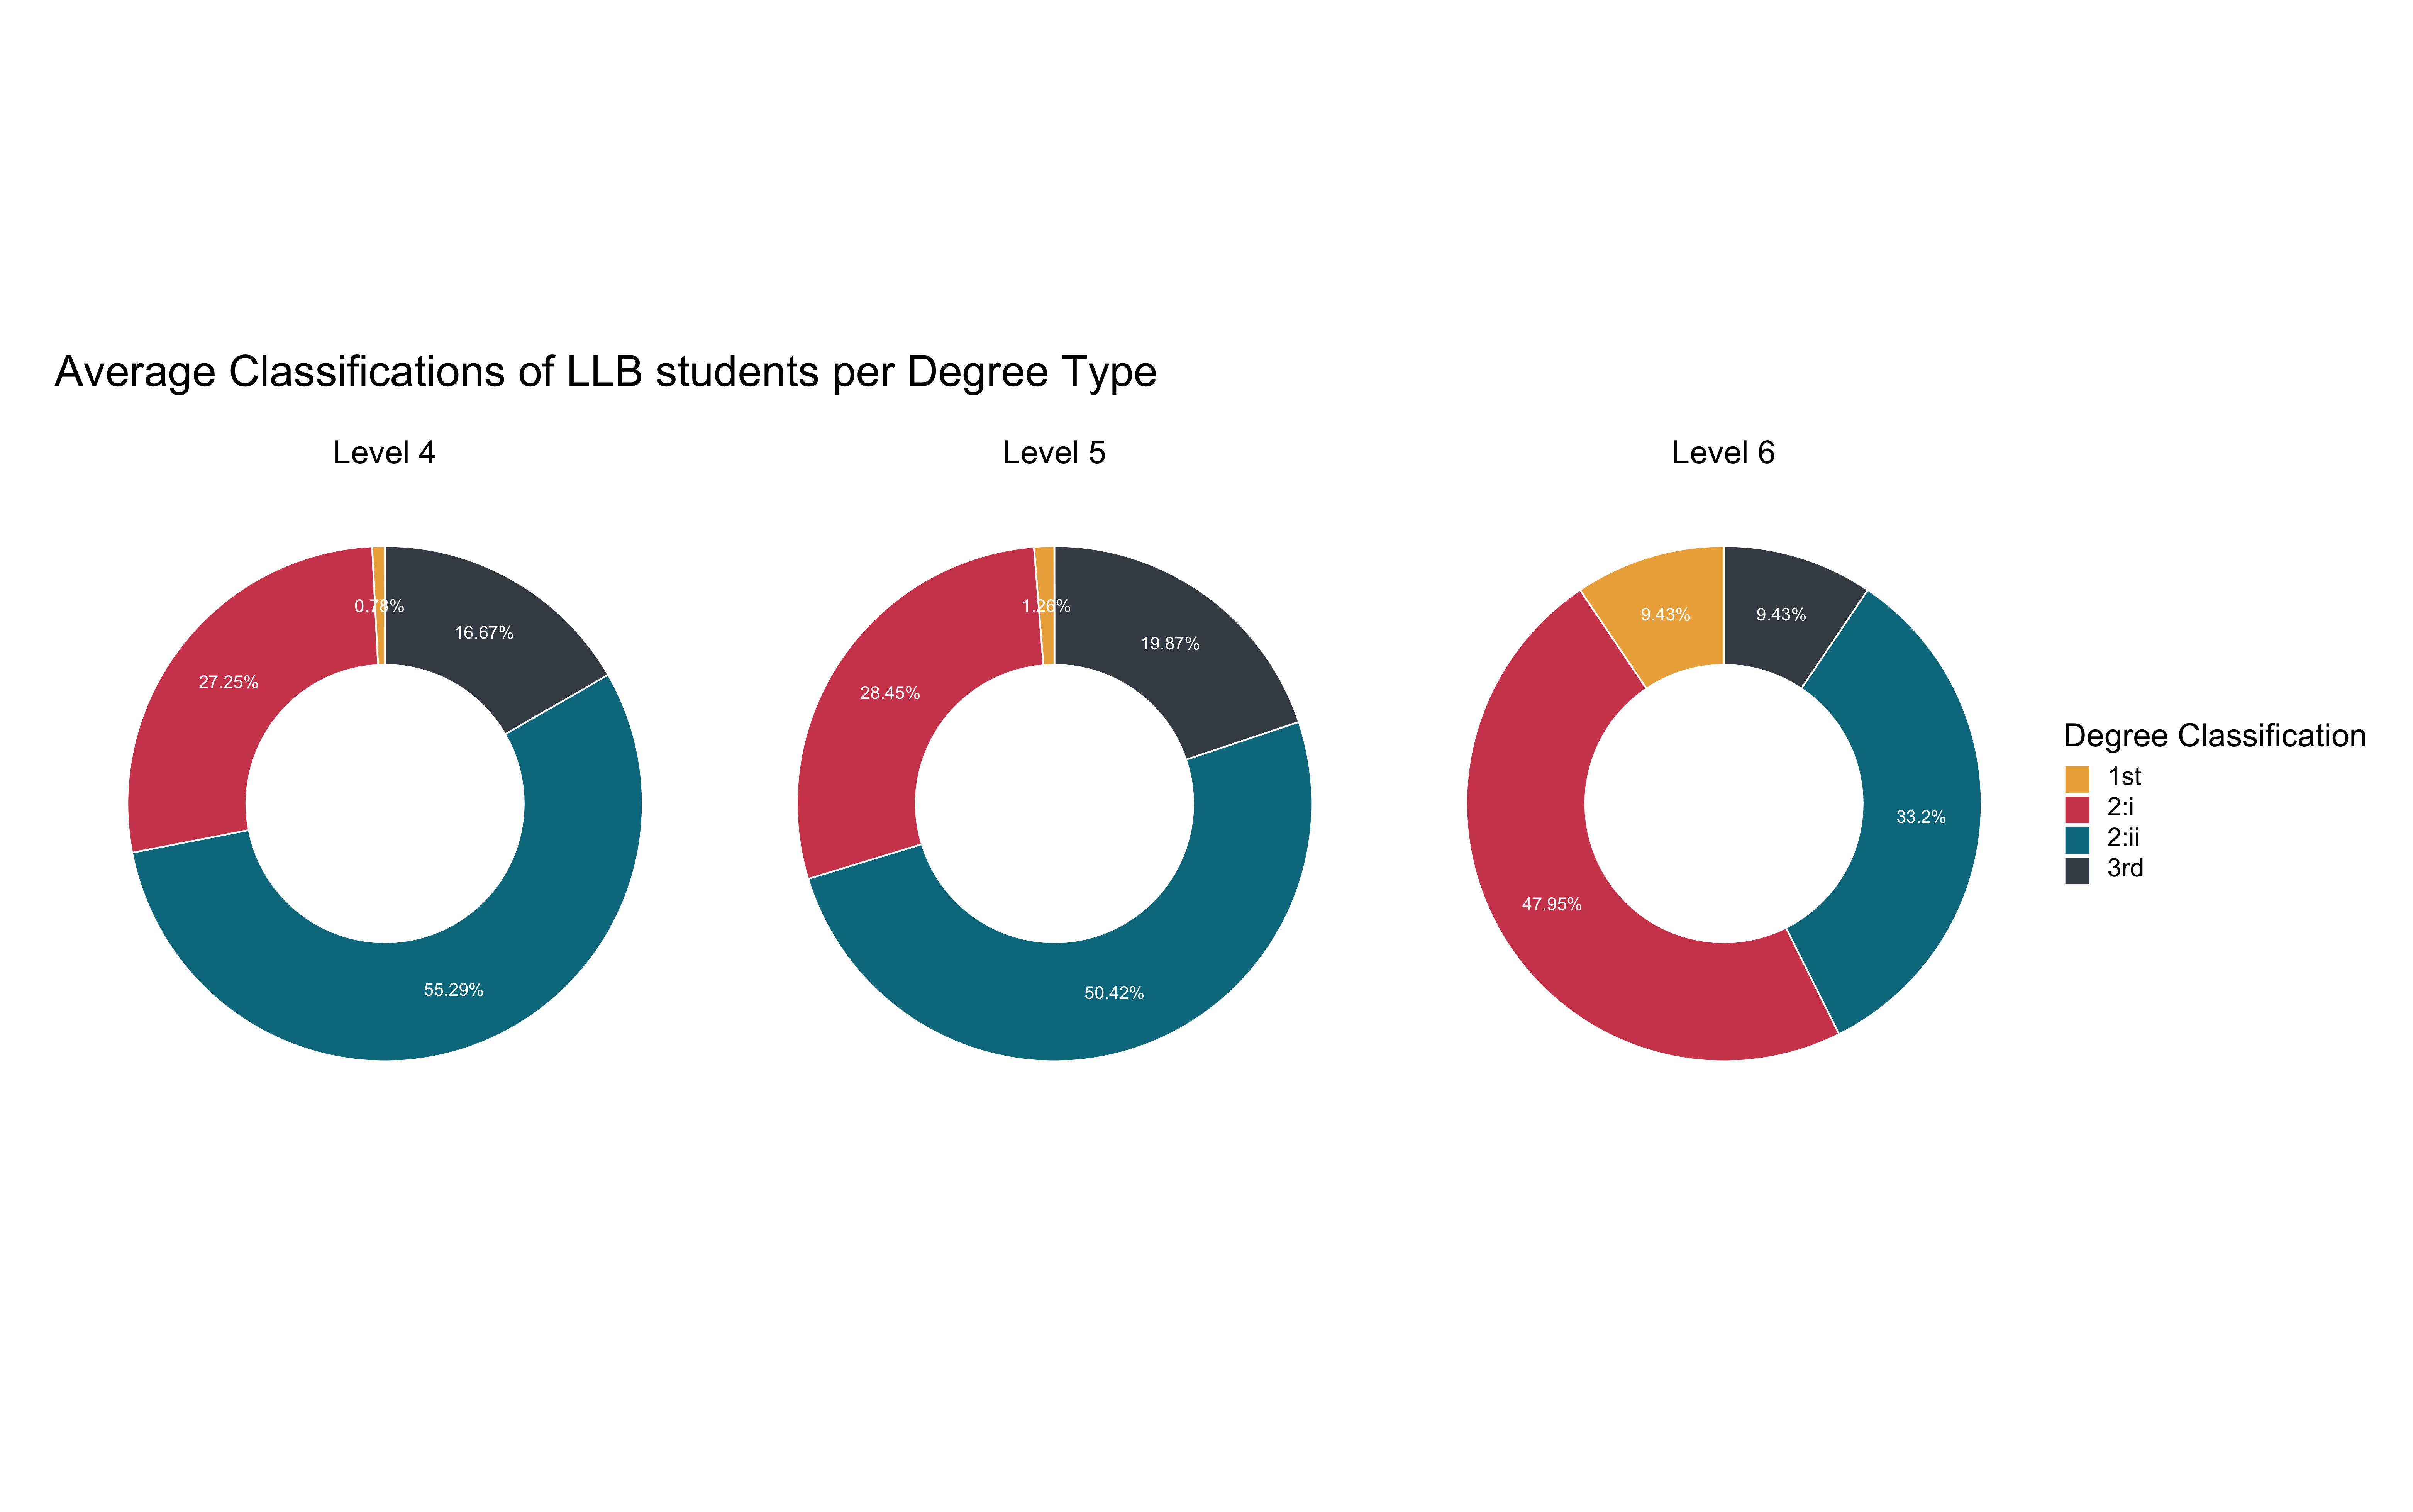 Average Classifications of LLB students per Degree Type
Level 4
Level 5
Level 6
0.78%
16.67%
27.25%
55.29%
1.26%
19.87%
28.45%
50.42%
9.43%
9.43%
33.2%
47.95%
Degree Classification
1st
2:i
2:ii
3rd